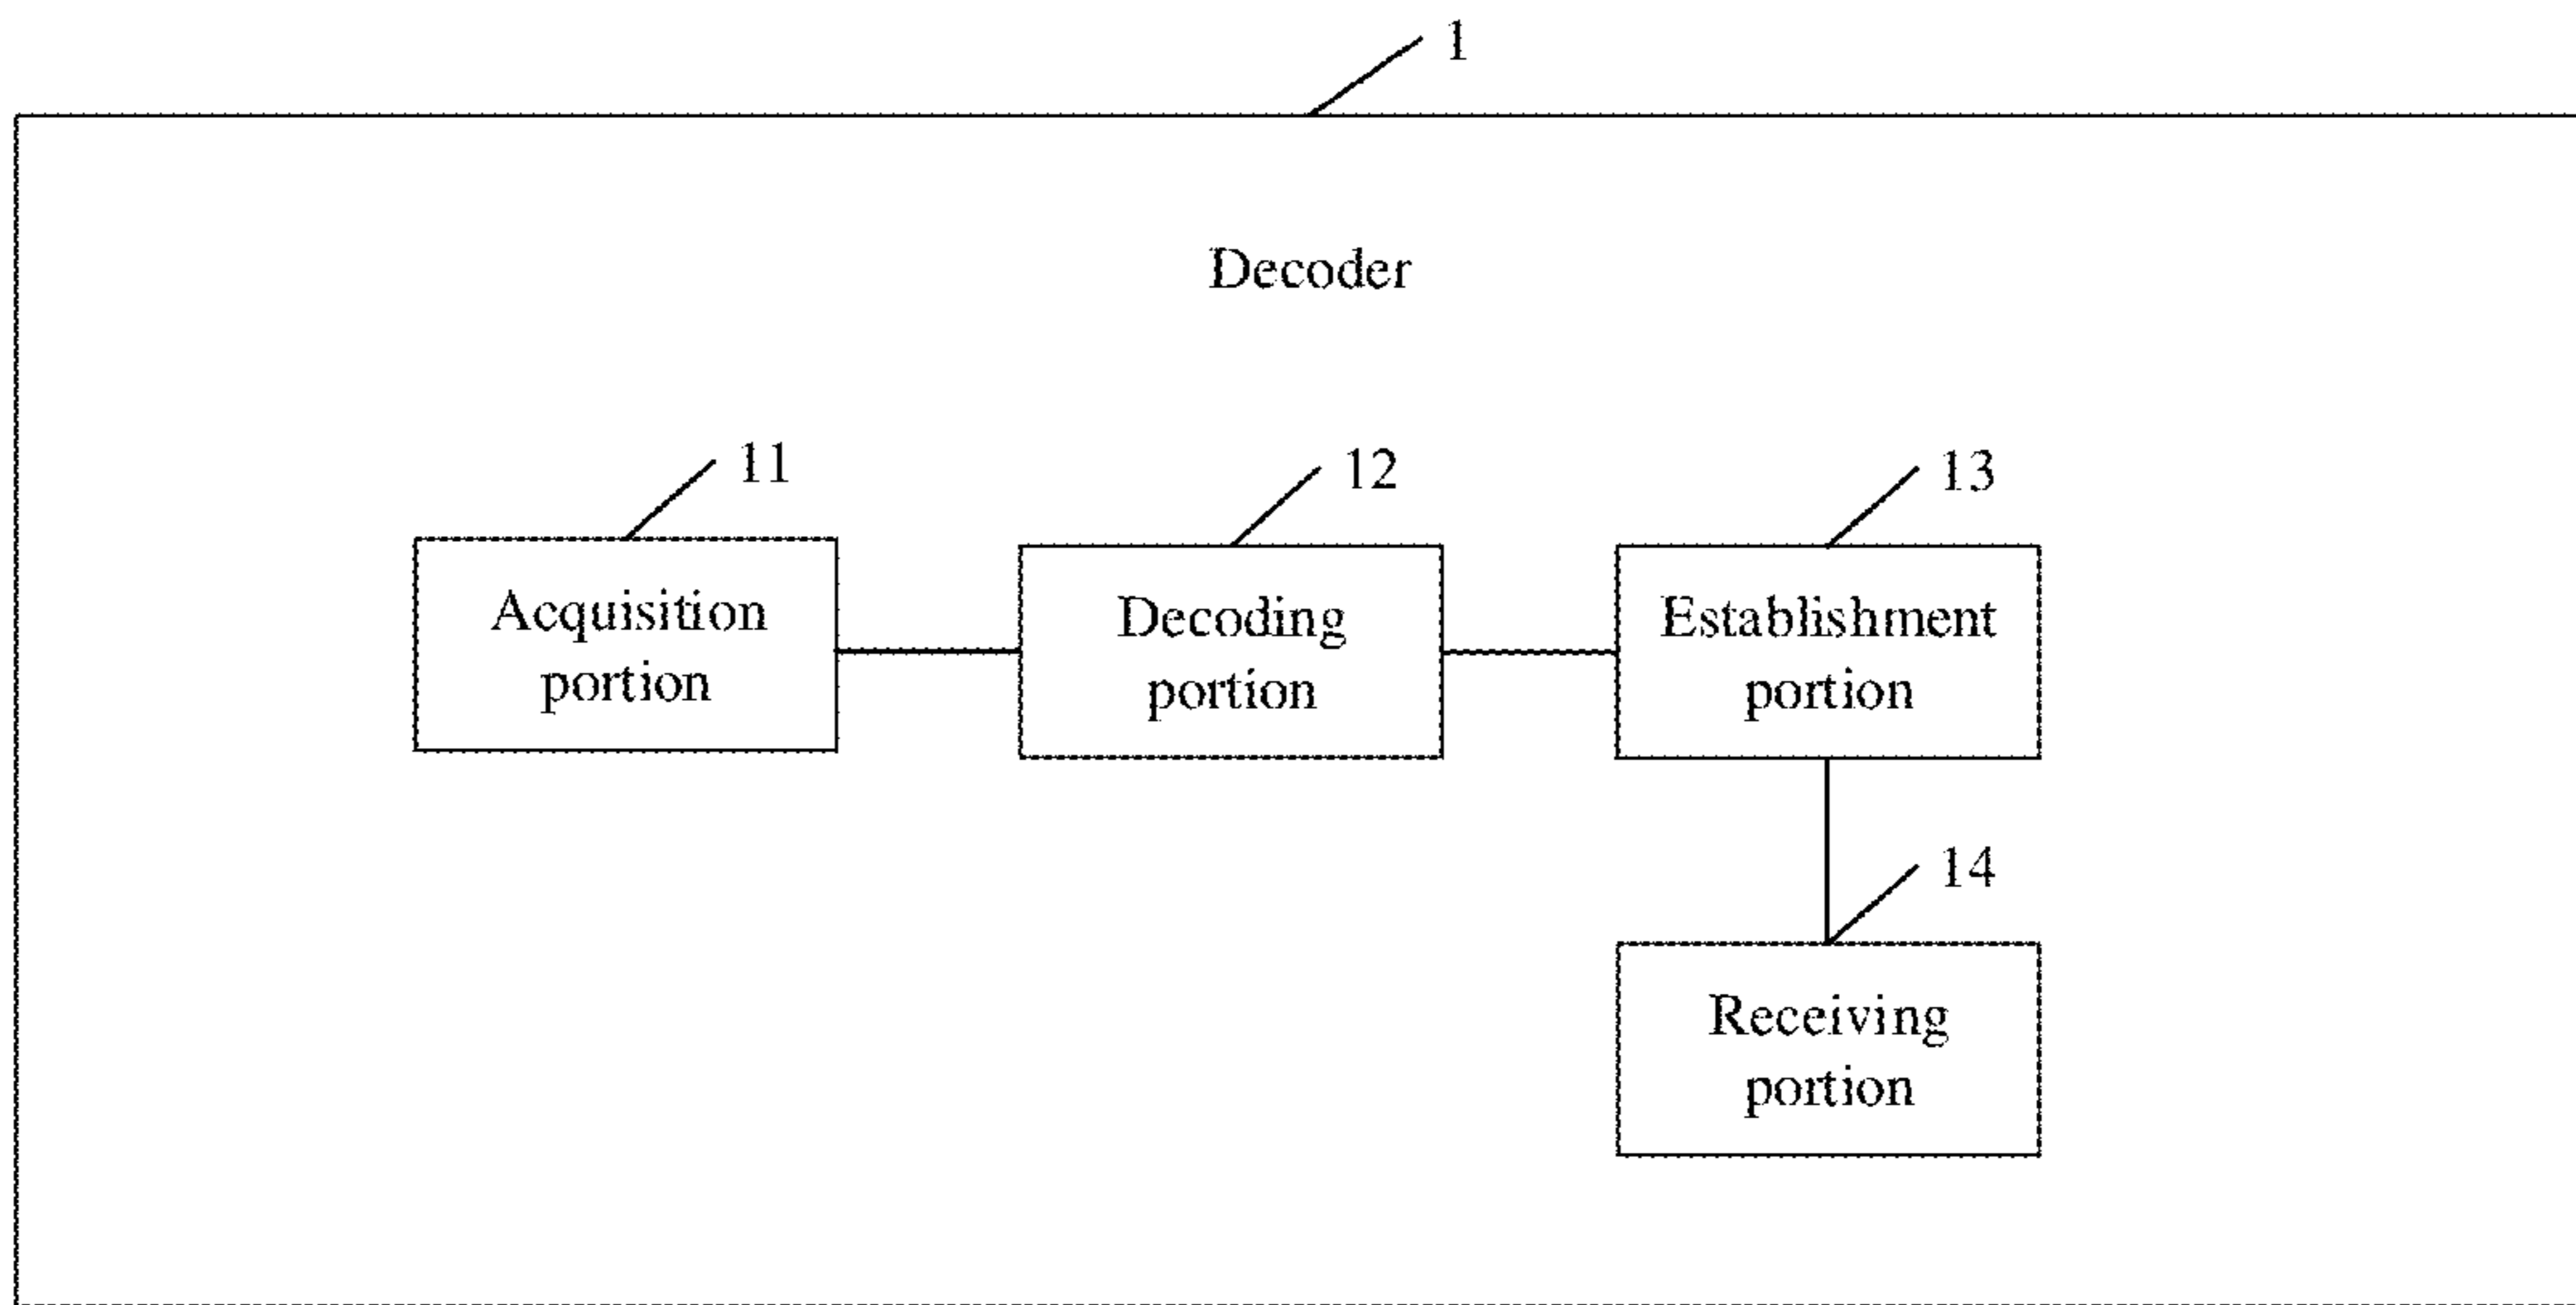 1
Decoder
11
12
13
Acquisition
portion
Decoding
portion
Establishment
portion
14
Receiving
portion